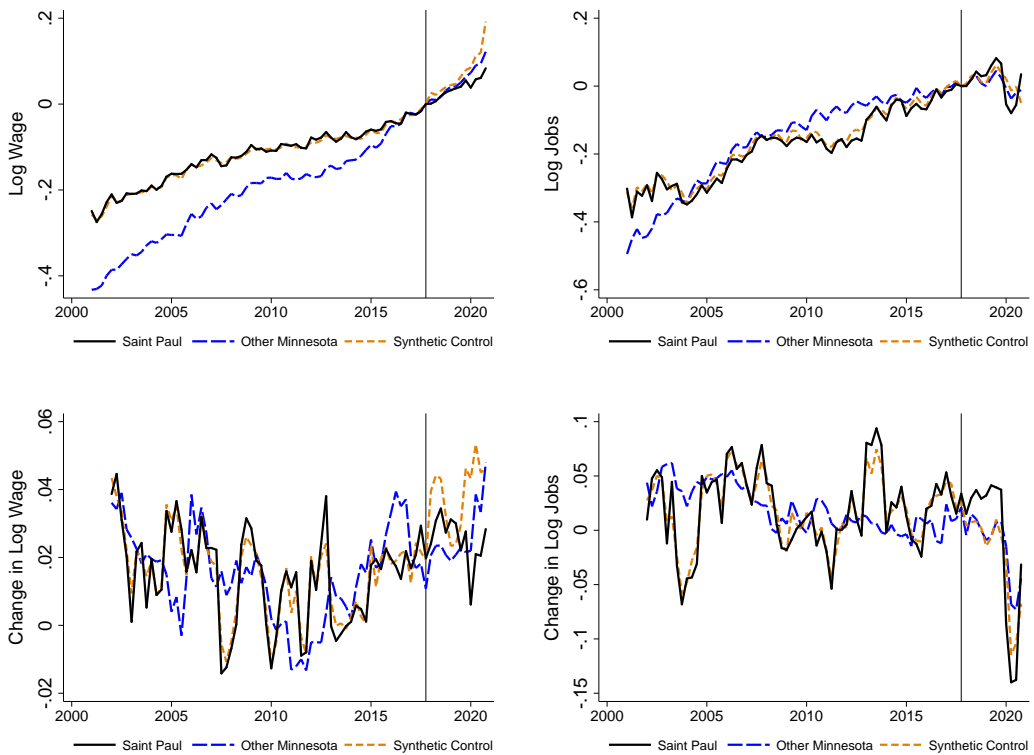 .2
0
-.2
-.4
Log Wage
2000 2005 2010 2015 2020
Saint Paul Other Minnesota Synthetic Control
.2
0
-.2
-.4
-.6
Log Jobs
2000 2005 2010 2015 2020
Saint Paul Other Minnesota Synthetic Control
.06
.04
.02
0
-.02
Change in Log Wage
2000 2005 2010 2015 2020
Saint Paul Other Minnesota Synthetic Control
.1
.05
0
-.05
-.1
-.15
Change in Log Jobs
2000 2005 2010 2015 2020
Saint Paul Other Minnesota Synthetic Control